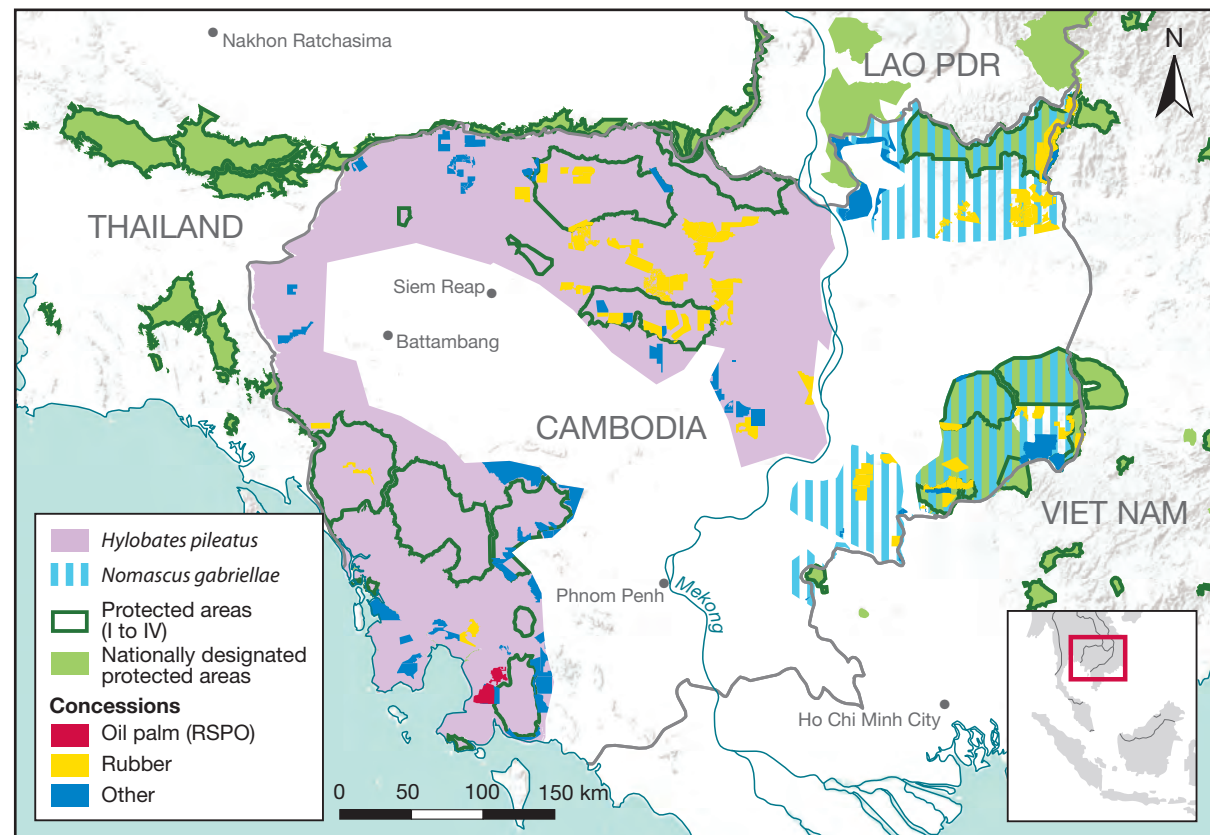 Nakhon Ratchasima
LAO PDR
N
THAILAND
Siem Reap
Battambang
CAMBODIA
VIET NAM
Phnom Penh
Mekong
Ho Chi Minh City
Hylobates pileatus
Nomascus gabriellae
Protected areas
(I to IV)
Nationally designated
protected areas
Concessions
Oil palm (RSPO)
Rubber
Other
0 50 100 150 km